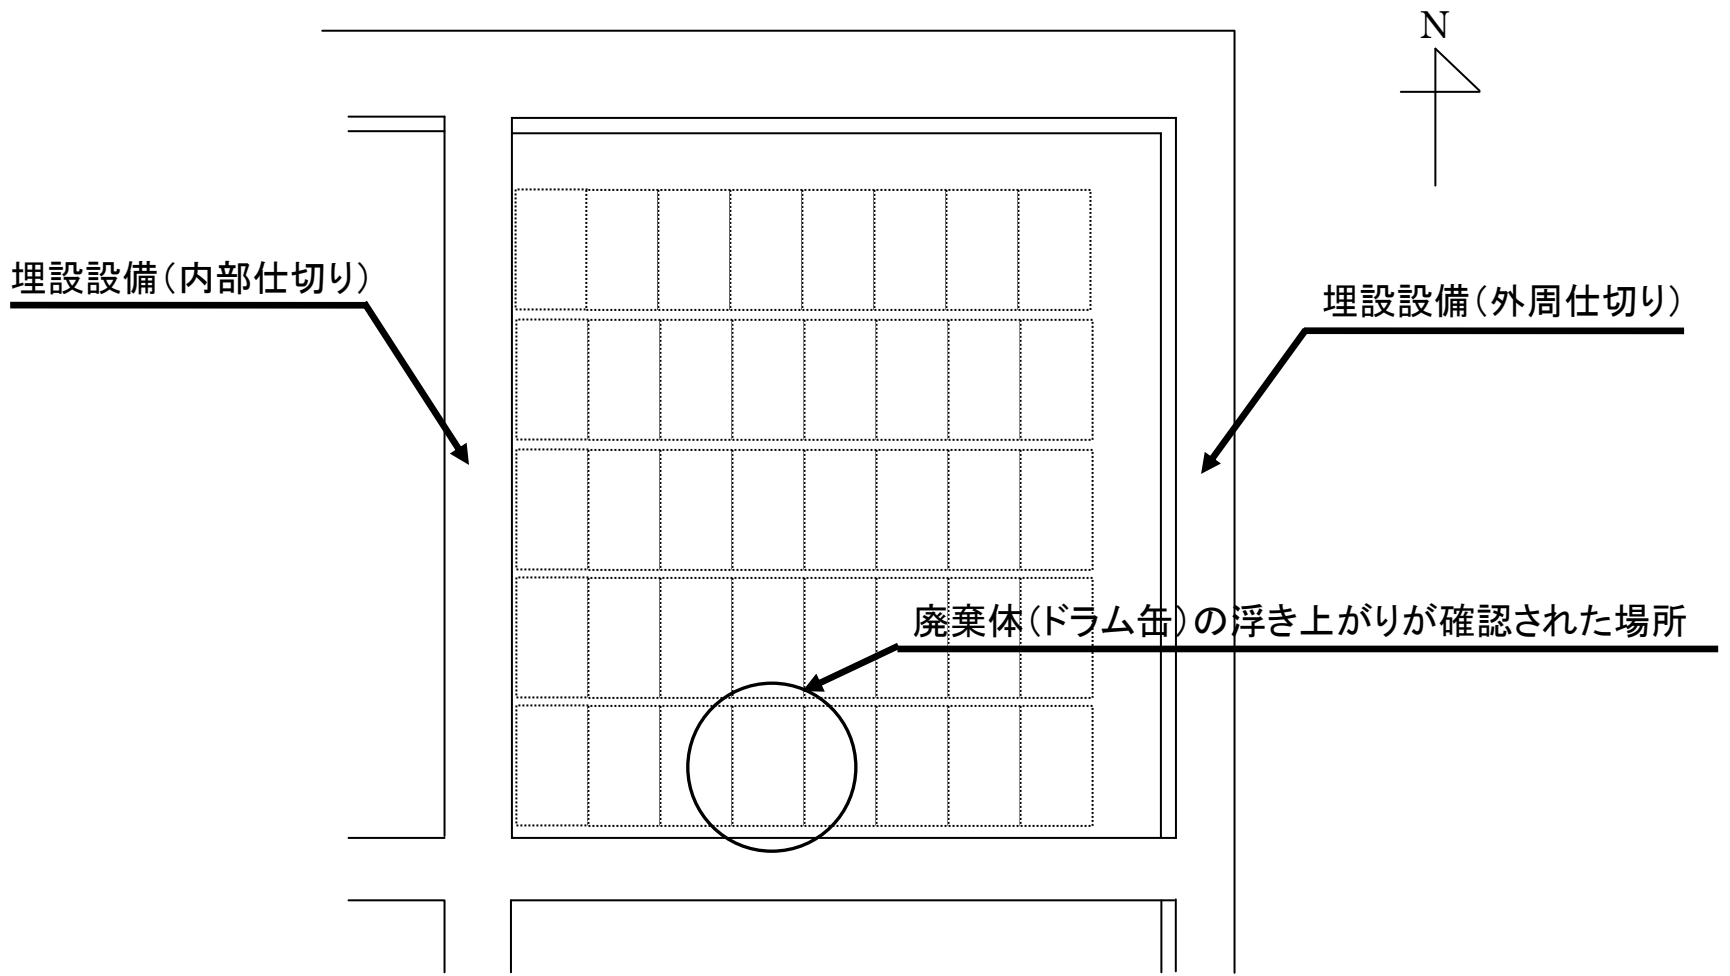 N
埋設設備(内部仕切り)
埋設設備(外周仕切り)
廃棄体(ドラム缶)の浮き上がりが確認された場所